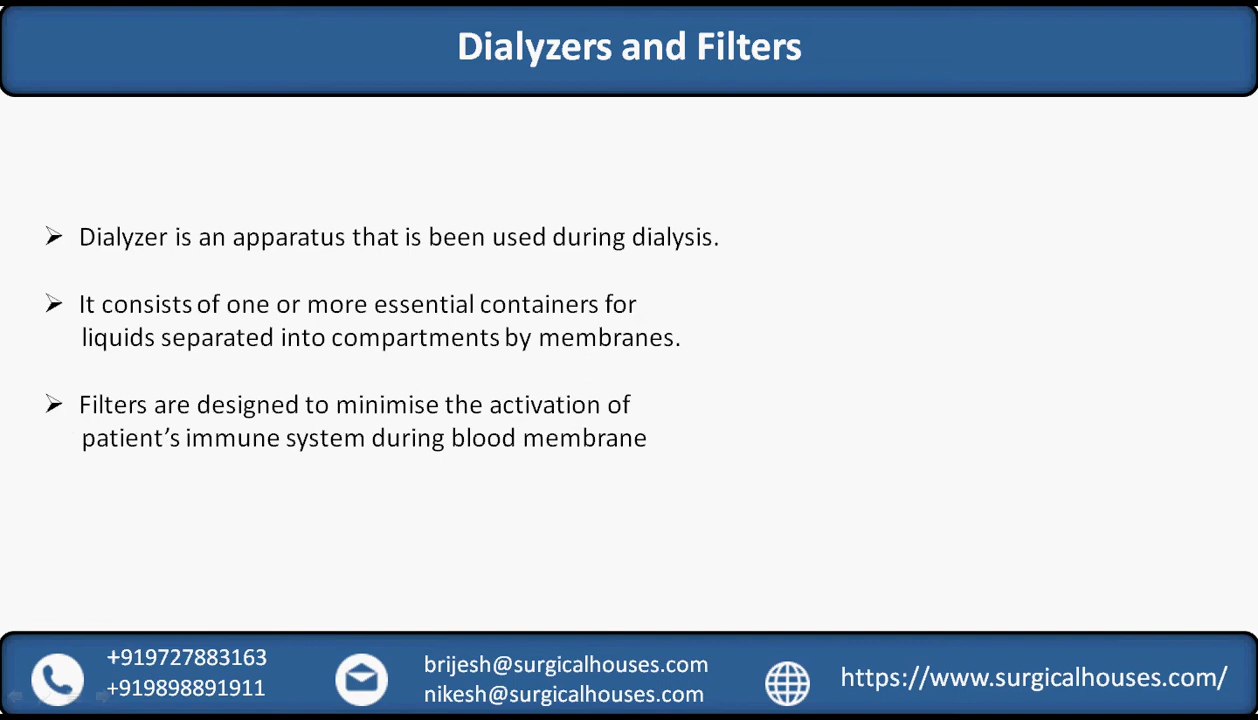 Dialyzers and Filters
➢ Dialyzer is an apparatus that is been used during dialysis.
➢ It consists of one or more essential containers for
liquids separated into compartments by membranes.
➢ Filters are designed to minimise the activation of
patient’s immune system during blood membrane
+919727883163
+919898891911
brijesh@surgicalhouses.com
nikesh@surgicalhouses.com
https://www.surgicalhouses.com/